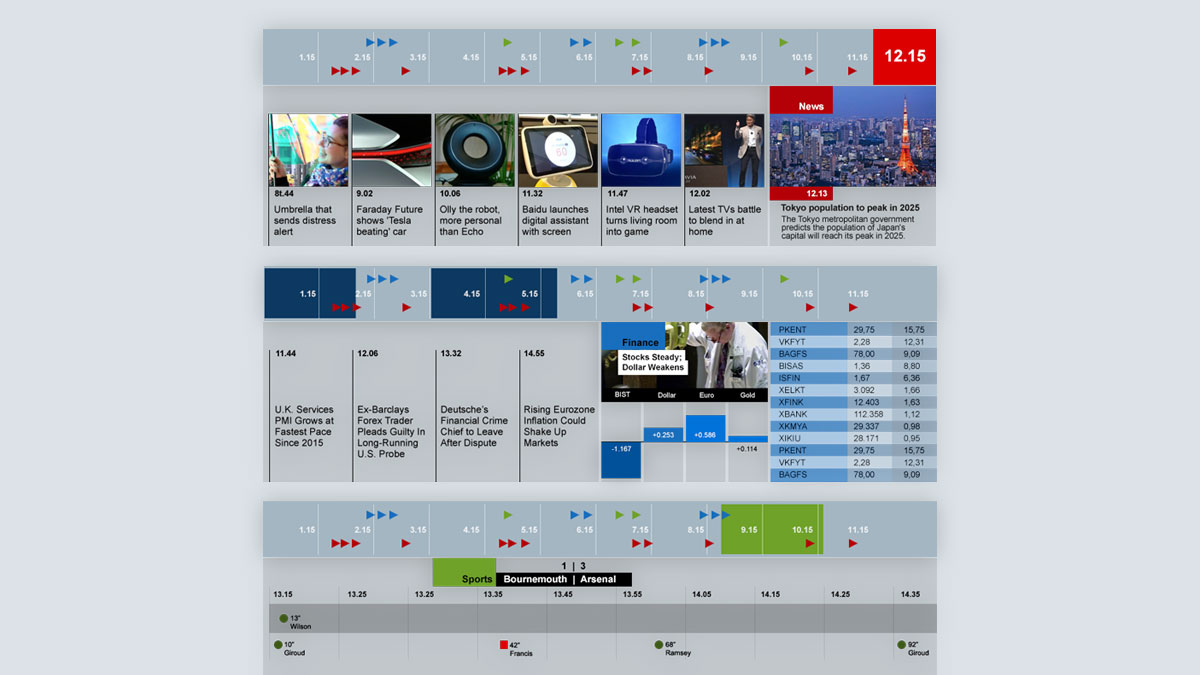 1.15 2.15 3.15 4.15 5.15 6.15 7.15 8.15 9.15 10.15 11.15 12.15
News
8t.44
Umbrella that
sends distress
alert
9.02
Faraday Future
shows 'Tesla
beating' car
10.06
Olly the robot,
more personal
than Echo
11.32
Baidu launches
digital assistant
with screen
11.47
Intel VR headset
turns living room
into game
12.02
Latest TVs battle
to blend in at
home
12.13
Tokyo population to peak in 2025
The Tokyo metropolitan government
predicts the population of Japan's
capital will reach its peak in 2025.
1.15 2.15 3.15 4.15 5.15 6.15 7.15 8.15 9.15 10.15 11.15
11.44
U.K. Services
PMI Grows at
Fastest Pace
Since 2015
12.06
Ex-Barclays
Forex Trader
Pleads Guilty In
Long-Running
U.S. Probe
13.32
Deutsche's
Financial Crime
Chief to Leave
After Dispute
14.55
Rising Eurozone
Inflation Could
Shake Up
Markets
Finance
Stocks Steady;
Dollar Weakens
BIST Dollar Euro Gold
-1.167 +0.253 +0.586 +0.114
PKENT 29,75 15,75
VKFYT 2,28 12,31
BAGFS 78,00 9,09
BISAS 1,36 8,80
ISFIN 1,67 6,36
XELKT 3.092 1,66
XFINK 12.403 1,63
XBANK 112.358 1,12
XKMYA 29.337 0,98
XIKIU 28.171 0,95
PKENT 29,75 15,75
VKFYT 2,28 12,31
BAGFS 78,00 9,09
1.15 2.15 3.15 4.15 5.15 6.15 7.15 8.15 9.15 10.15 11.15
1 | 3
Sports Bournemouth | Arsenal
13.15 13.25 13.25 13.35 13.45 13.55 14.05 14.15 14.25 14.35
13"
Wilson
10"
Giroud
42"
Francis
68"
Ramsey
92"
Giroud